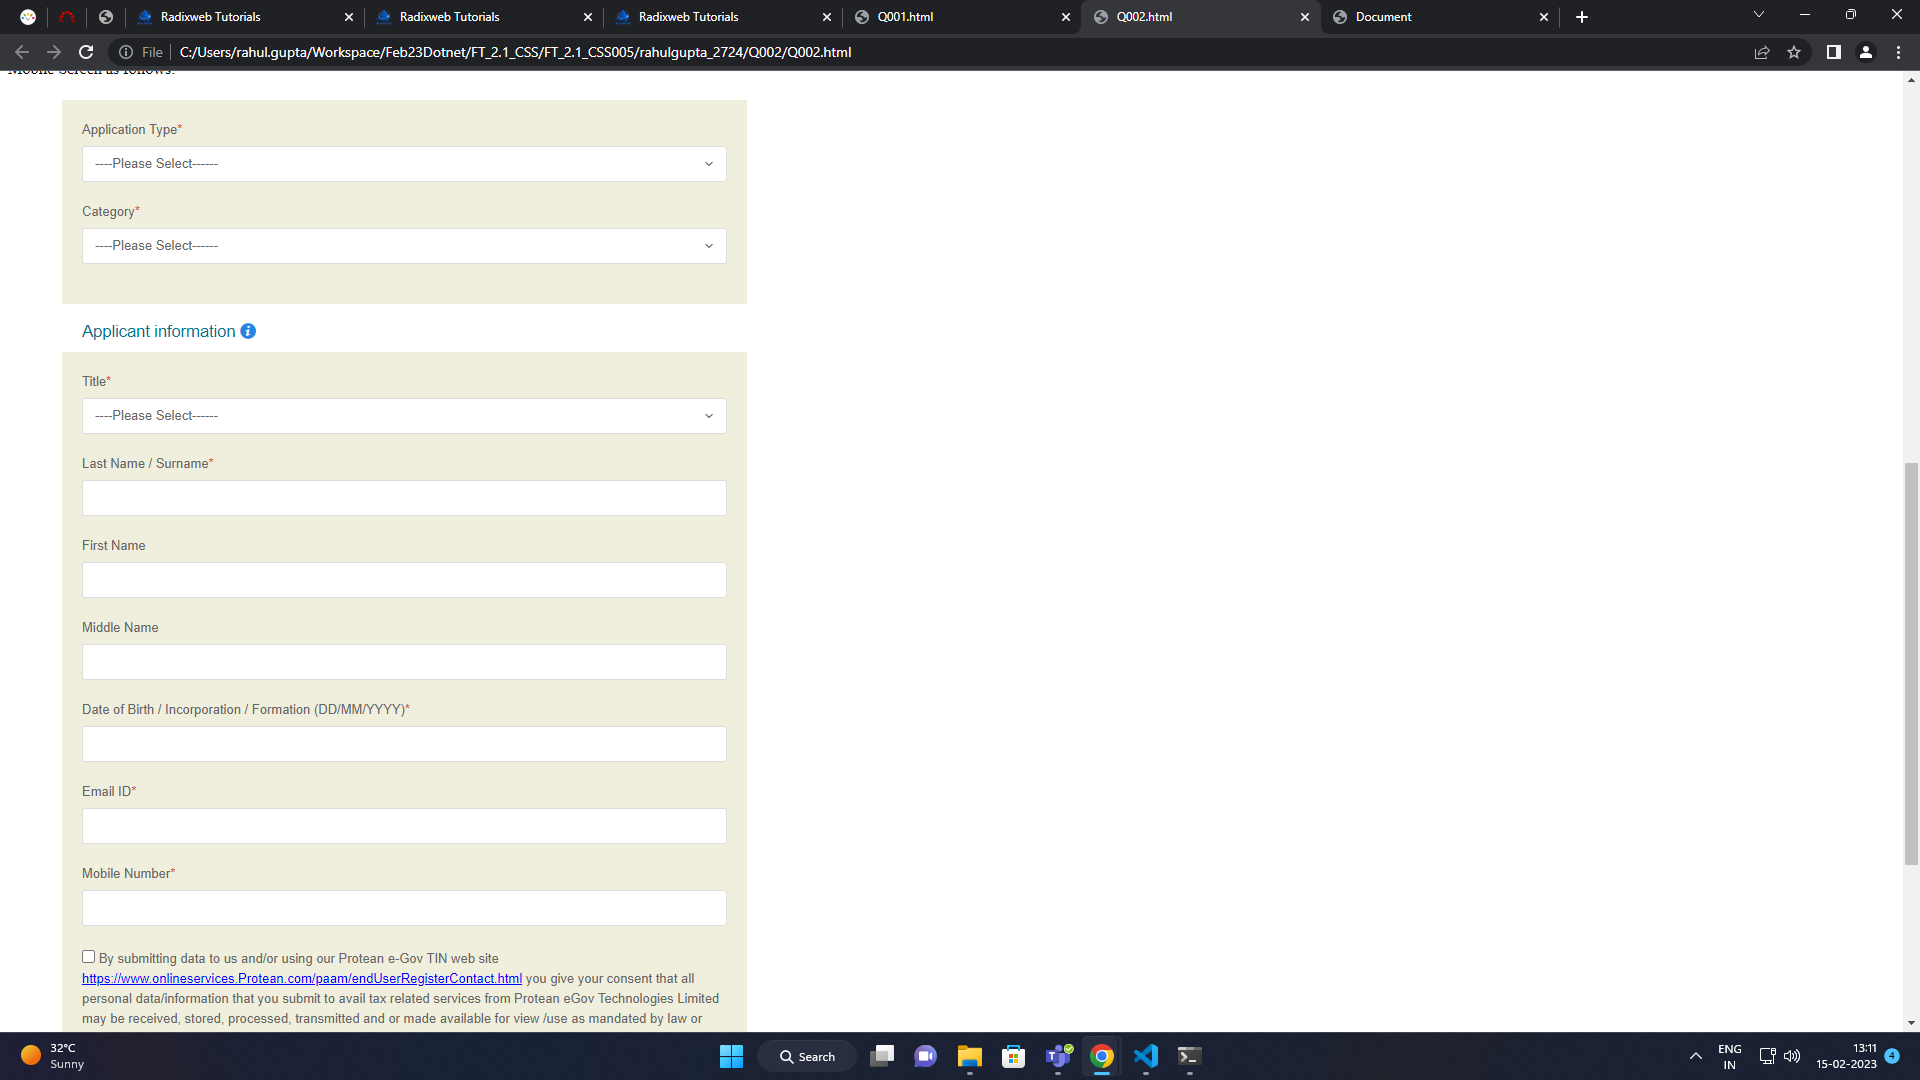 Radixweb Tutorials
Radixweb Tutorials
Radixweb Tutorials
Q001.html
Q002.html
Document
File
C:/Users/rahul.gupta/Workspace/Feb23Dotnet/FT_2.1_CSS/FT_2.1_CSS005/rahulgupta_2724/Q002/Q002.html
Mobile Screen as follows:
Application Type*
----Please Select------
Category*
----Please Select------
Applicant information
Title*
----Please Select------
Last Name / Surname*
First Name
Middle Name
Date of Birth / Incorporation / Formation (DD/MM/YYYY)*
Email ID*
Mobile Number*
By submitting data to us and/or using our Protean e-Gov TIN web site
https://www.onlineservices.Protean.com/paam/endUserRegisterContact.html you give your consent that all
personal data/information that you submit to avail tax related services from Protean eGov Technologies Limited
may be received, stored, processed, transmitted and or made available for view /use as mandated by law or
32°C
Sunny
Search
ENG
IN
13:11
15-02-2023
4